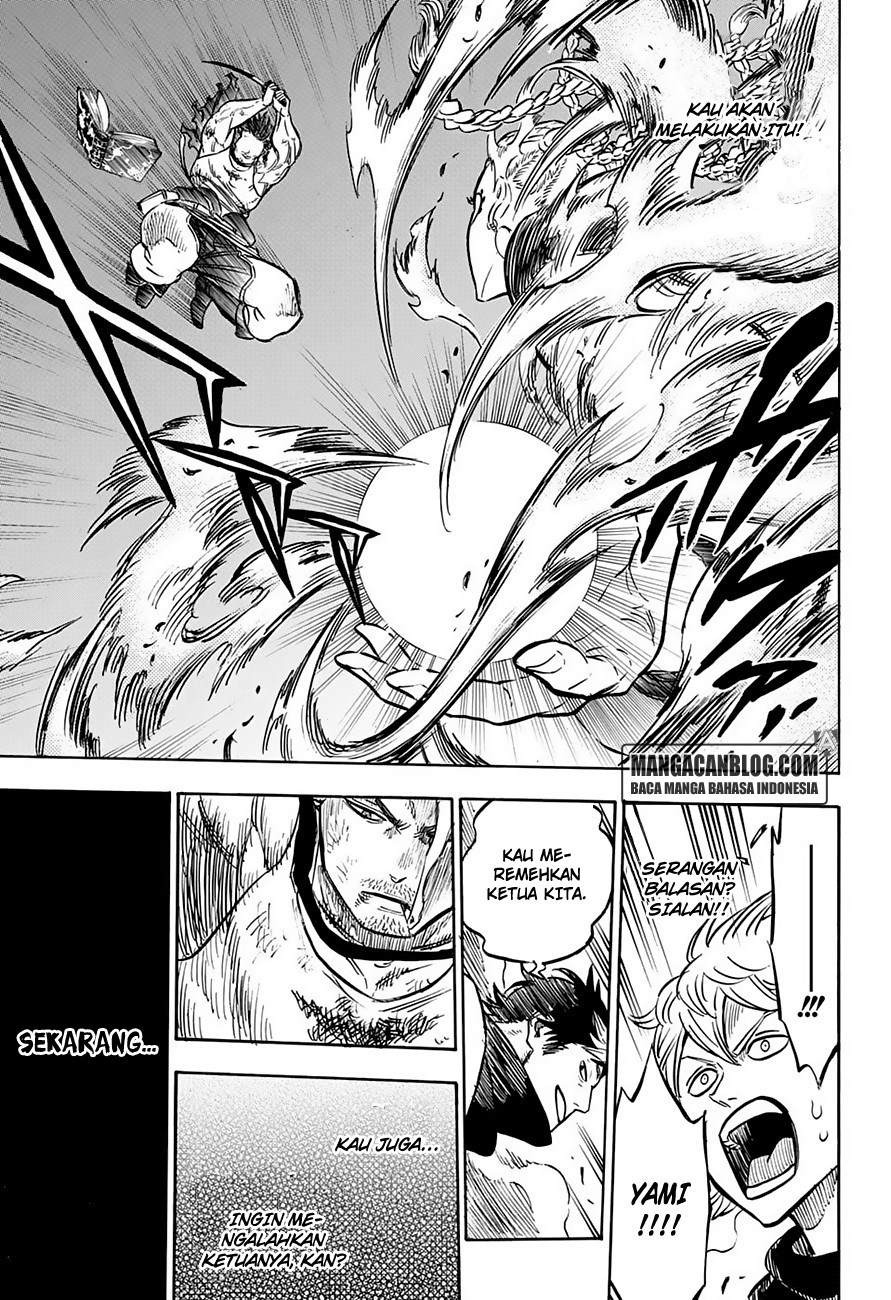 KAU AKAN
MELAKUKAN ITU!
MANGACANBLOG.COM
BACA MANGA BAHASA INDONESIA
!!!
SERANGAN
BALASAN?
SIALAN!!
YAMI
!!!!
KAU ME-
REMEHKAN
KETUA KITA.
KAU JUGA...
INGIN ME-
NGALAHKAN
KETUANYA, KAN?
SEKARANG...